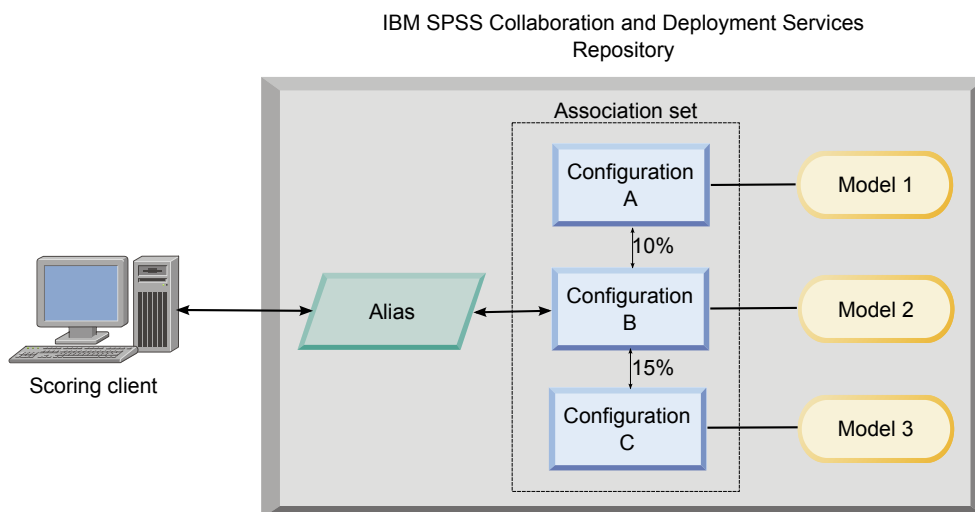 IBM SPSS Collaboration and Deployment Services
Repository
Association set
Configuration
A
Model 1
10%
Scoring client
Alias
Configuration
B
Model 2
15%
Configuration
C
Model 3